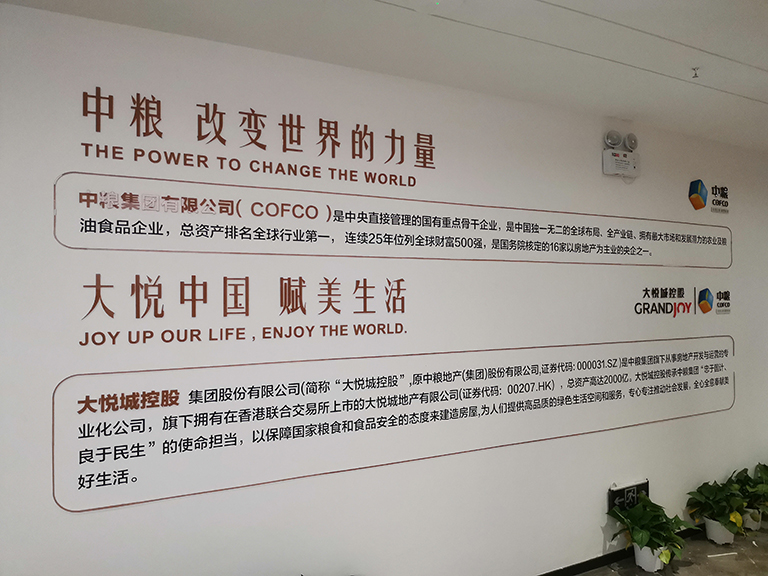 中粮 改变世界的力量
THE POWER TO CHANGE THE WORLD
中粮 COFCO
中粮集团有限公司( COFCO )是中央直接管理的国有重点骨干企业，是中国独一无二的全球布局、全产业链、拥有最大市场和发展潜力的农业及粮
油食品企业，总资产排名全球行业第一， 连续25年位列全球财富500强，是国务院核定的16家以房地产为主业的央企之一。
大悦中国 赋美生活
JOY UP OUR LIFE , ENJOY THE WORLD.
大悦城控股 GRANDJOY 中粮 COFCO
大悦城控股 集团股份有限公司(简称“大悦城控股”,原中粮地产(集团)股份有限公司,证券代码: 000031.SZ )是中粮集团旗下从事房地产开发与运营的专
业化公司，旗下拥有在香港联合交易所上市的大悦城地产有限公司(证券代码: 00207.HK) ，总资产高达2000亿。大悦城控股传承中粮集团“忠于国计、
良于民生”的使命担当，以保障国家粮食和食品安全的态度来建造房屋,为人们提供高品质的绿色生活空间和服务，专心专注推动社会发展，全心全意奉献美
好生活。